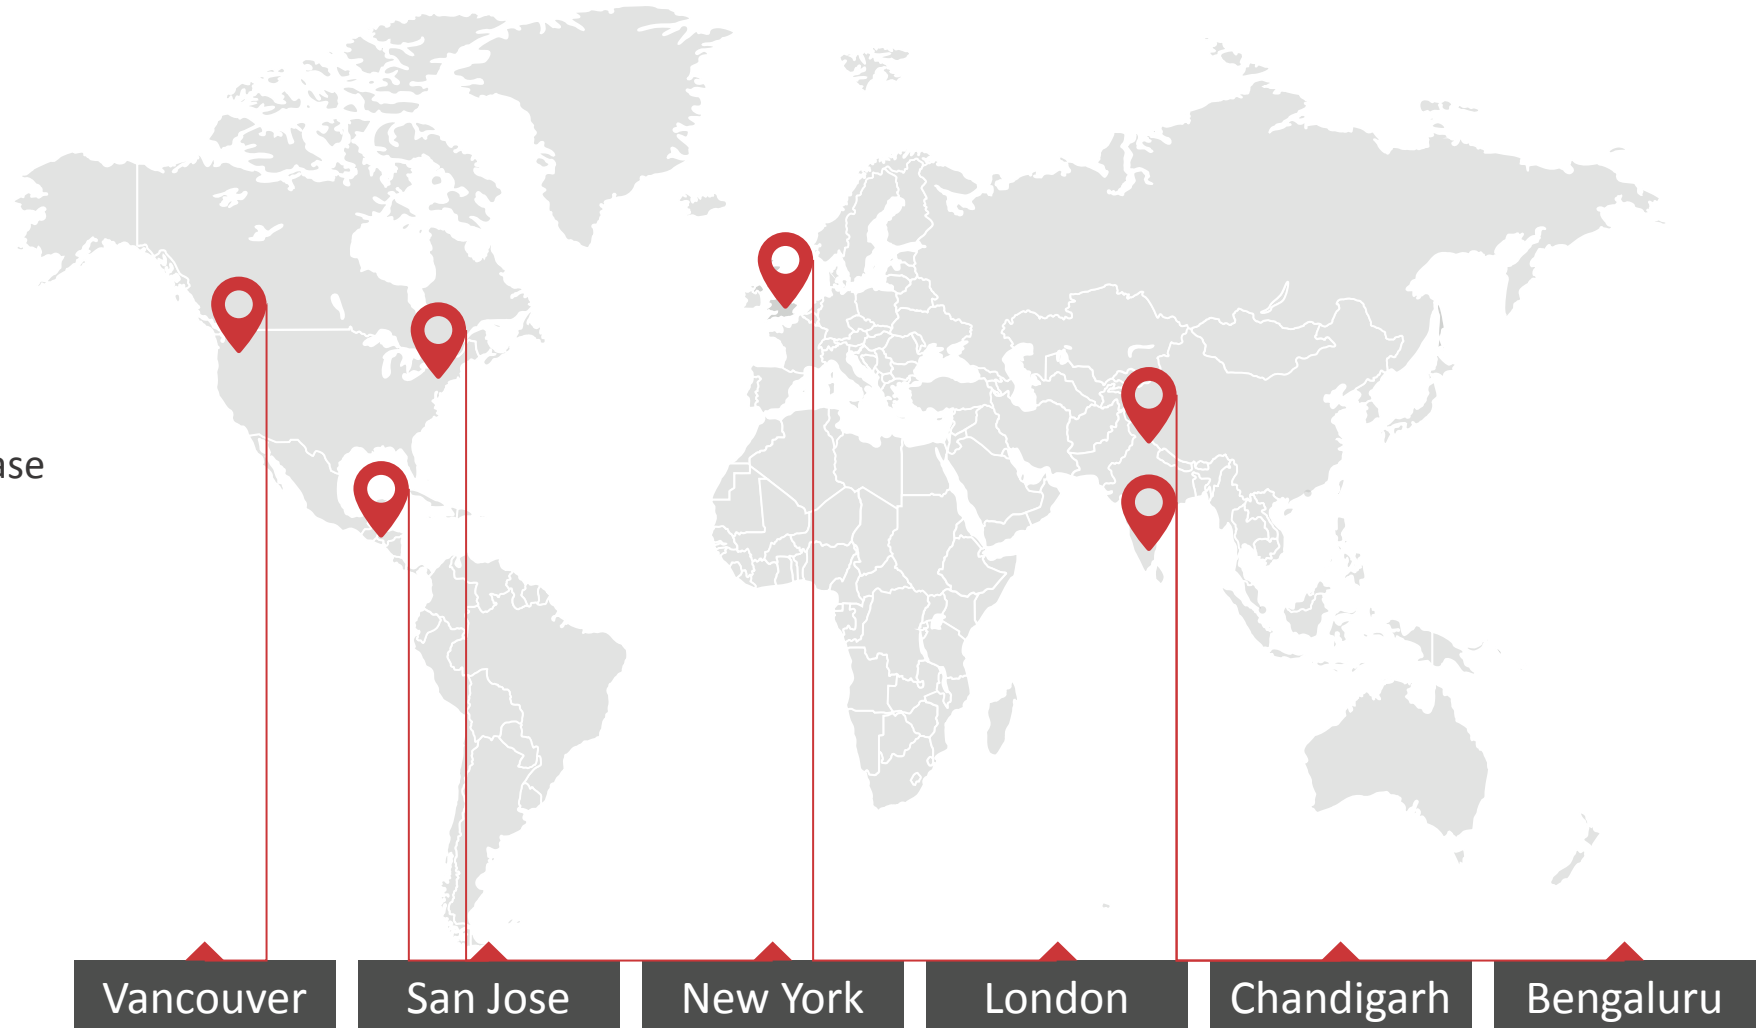 ase
Vancouver
San Jose
New York
London
Chandigarh
Bengaluru